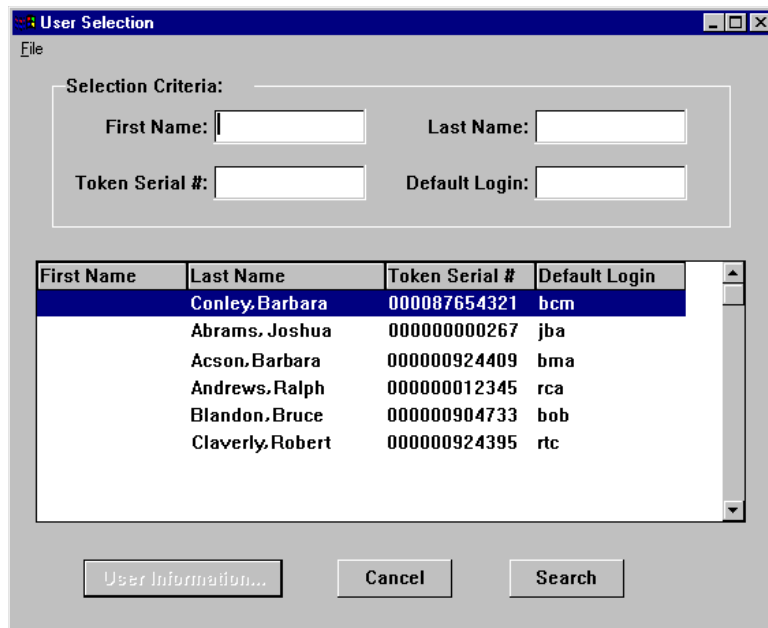 User Selection
File
Selection Criteria:
First Name: Last Name:
Token Serial #: Default Login:
First Name Last Name Token Serial # Default Login
Conley,Barbara 000087654321 bcm
Abrams, Joshua 000000000267 jba
Acson,Barbara 000000924409 bma
Andrews,Ralph 000000012345 rca
Blandon,Bruce 000000904733 bob
Claverly,Robert 000000924395 rtc
User Information... Cancel Search